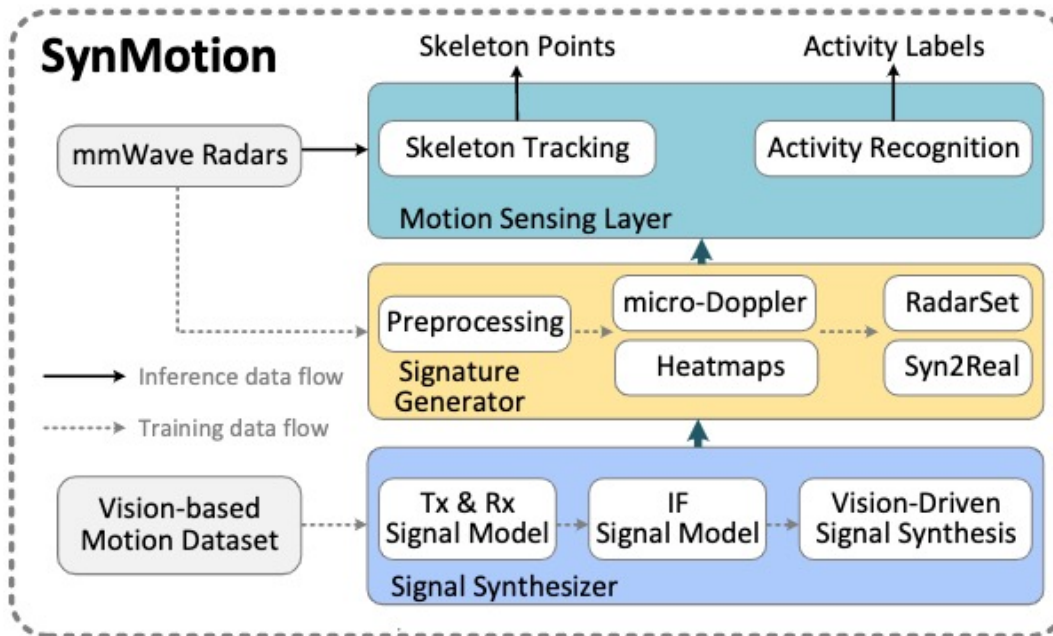 SynMotion
Skeleton Points
Activity Labels
mmWave Radars
Skeleton Tracking
Activity Recognition
Motion Sensing Layer
Preprocessing
micro-Doppler
Heatmaps
RadarSet
Syn2Real
Signature
Generator
Inference data flow
Training data flow
Vision-based
Motion Dataset
Tx & Rx
Signal Model
IF
Signal Model
Vision-Driven
Signal Synthesis
Signal Synthesizer